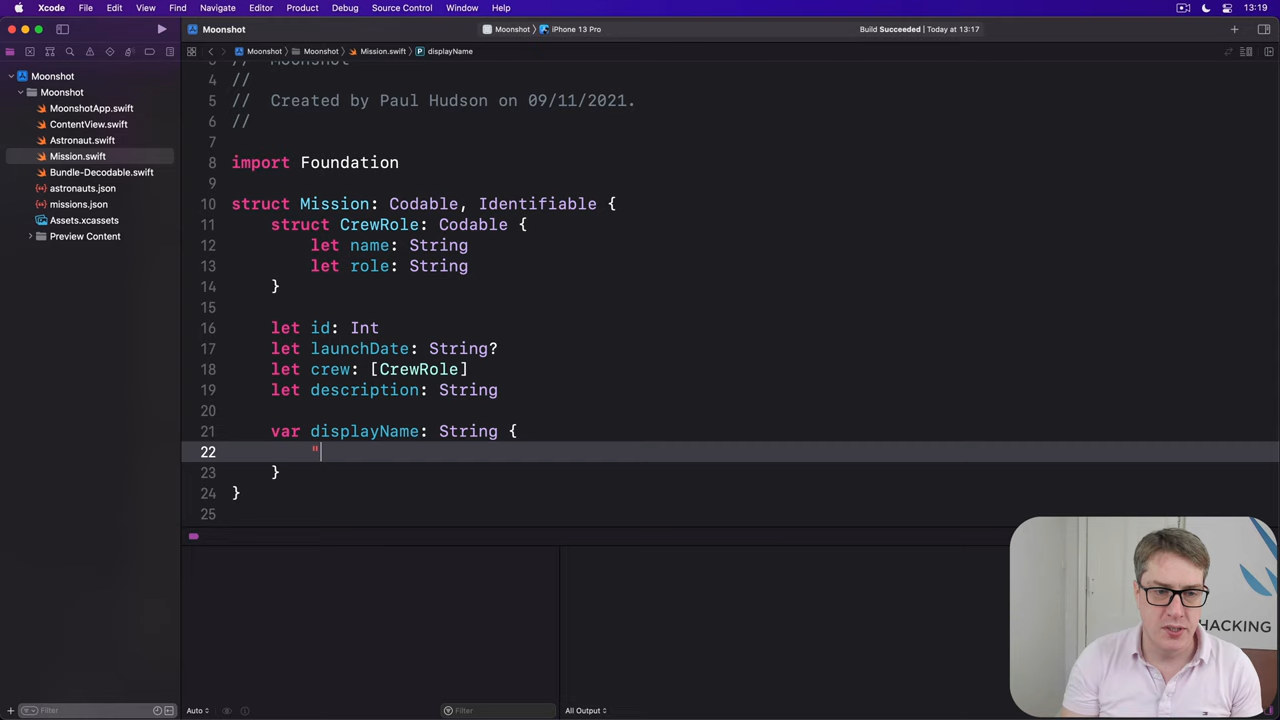 Xcode File Edit View Find Navigate Editor Product Debug Source Control Window Help 13:19
Moonshot Moonshot iPhone 13 Pro Build Succeeded | Today at 13:17
Moonshot Moonshot Mission.swift displayName
Moonshot
Moonshot
MoonshotApp.swift
ContentView.swift
Astronaut.swift
Mission.swift
Bundle-Decodable.swift
astronauts.json
missions.json
Assets.xcassets
Preview Content
3 // Moonshot
4 //
5 // Created by Paul Hudson on 09/11/2021.
6 //
7
8 import Foundation
9
10 struct Mission: Codable, Identifiable {
11 struct CrewRole: Codable {
12 let name: String
13 let role: String
14 }
15
16 let id: Int
17 let launchDate: String?
18 let crew: [CrewRole]
19 let description: String
20
21 var displayName: String {
22 "
23 }
24 }
25
HACKING
Filter Auto Filter All Output